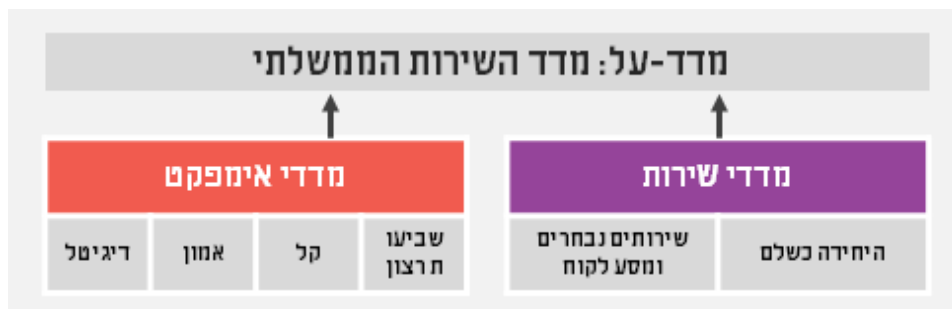 מדד-על: מדד השירות הממשלתי
מדדי שירות
מדדי אימפקט
היחידה כשלם
שירותים נבחרים
ומסע לקוח
שביעו
ת רצון
קל
אמון
דיגיטל